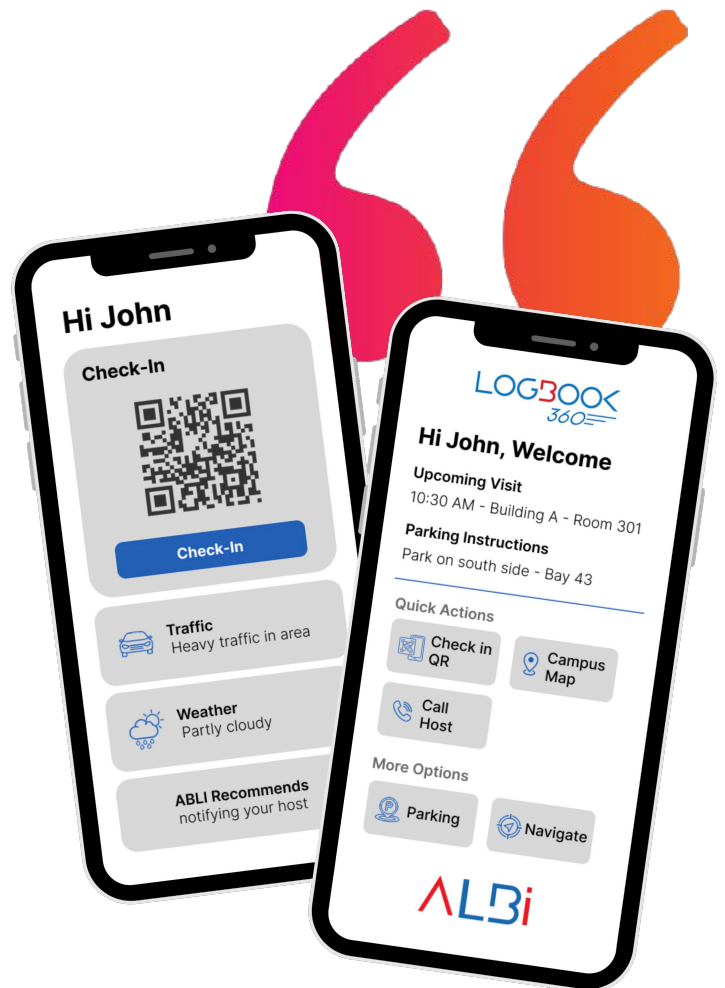 Hi John
Check-In
Check-In
Traffic
Heavy traffic in area
Weather
Partly cloudy
ABLI Recommends
notifying your host
LOGBOOK
360
Hi John, Welcome
Upcoming Visit
10:30 AM - Building A - Room 301
Parking Instructions
Park on south side - Bay 43
Quick Actions
Check in
QR
Campus
Map
Call
Host
More Options
P
Parking
Navigate
ALBi